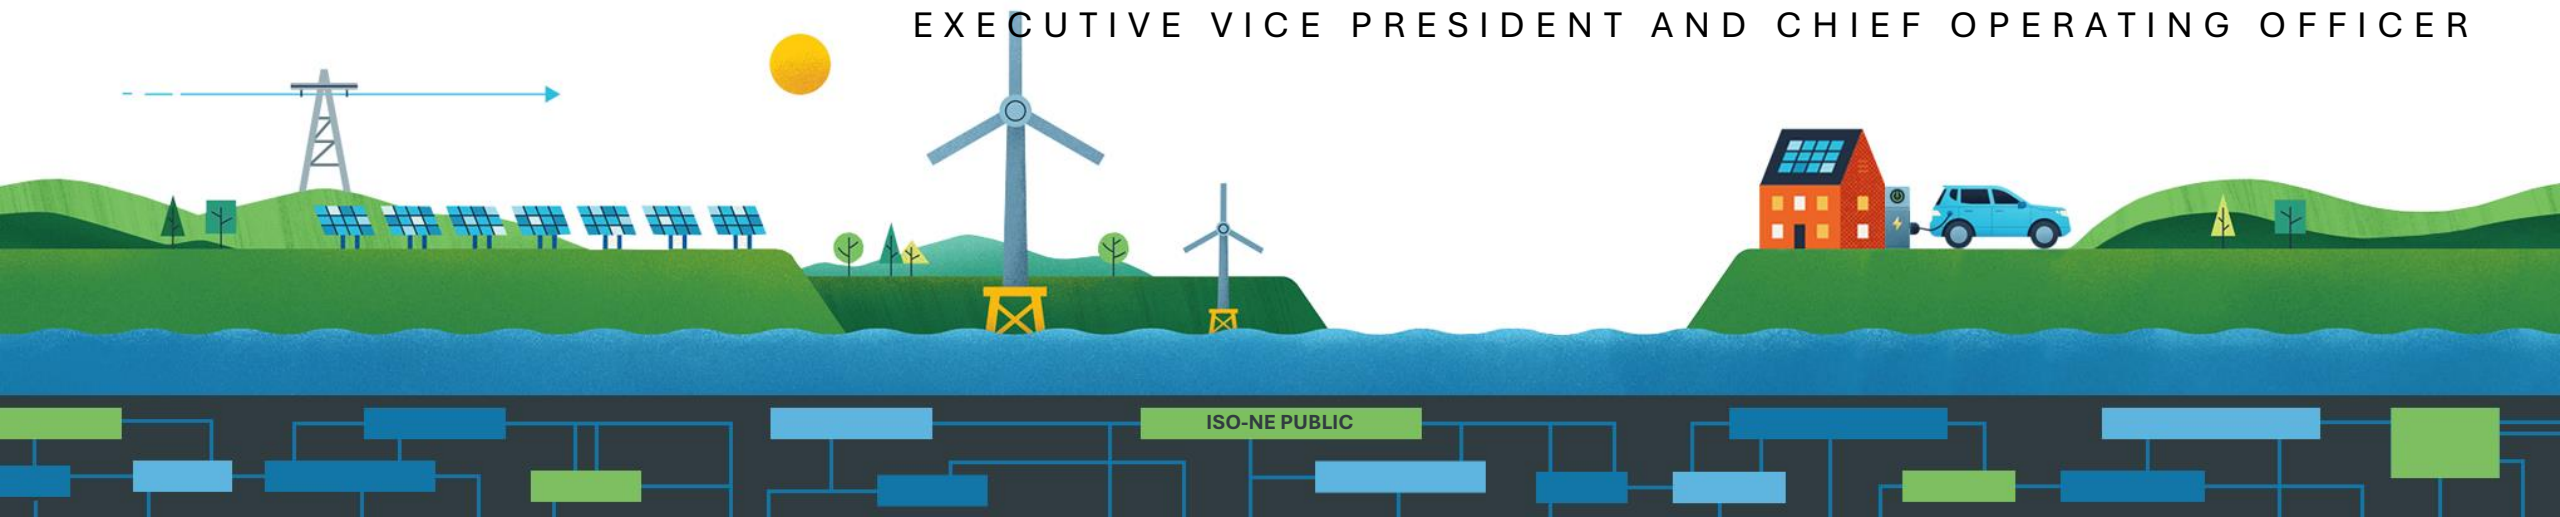 EXECUTIVE VICE PRESIDENT AND CHIEF OPERATING OFFICER
ISO-NE PUBLIC